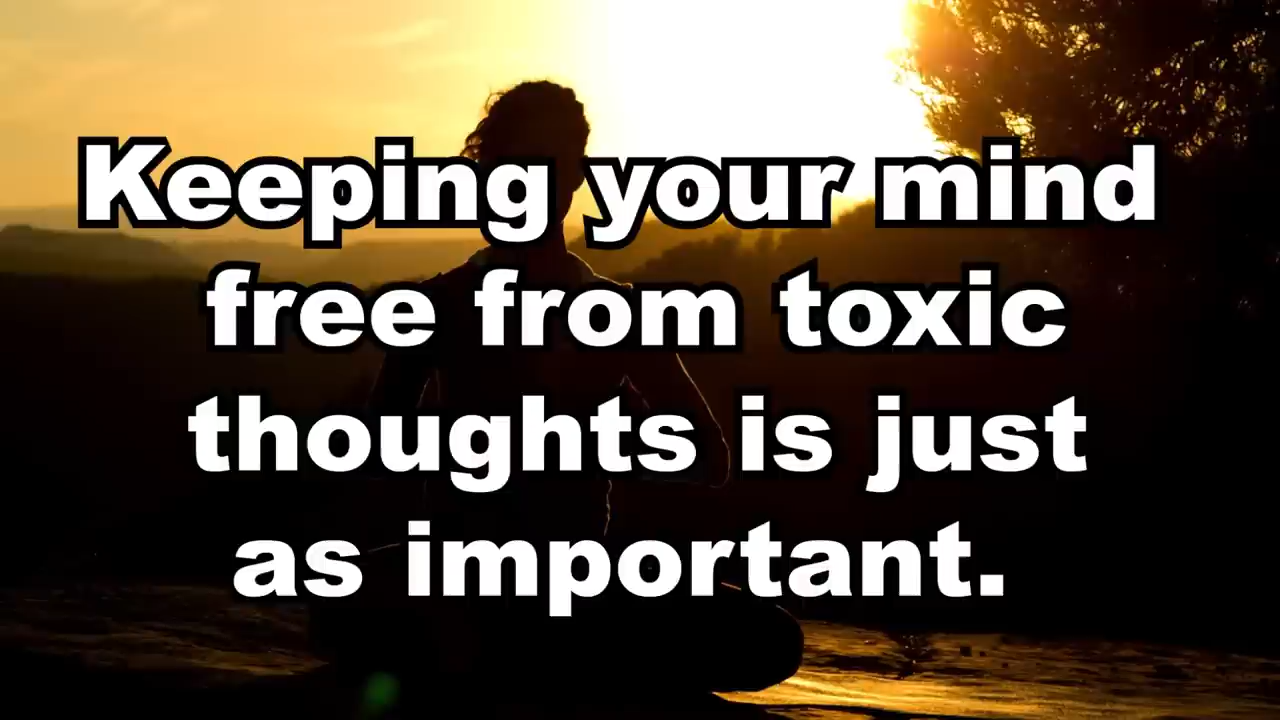 Keeping your mind
free from toxic
thoughts is just
as important.